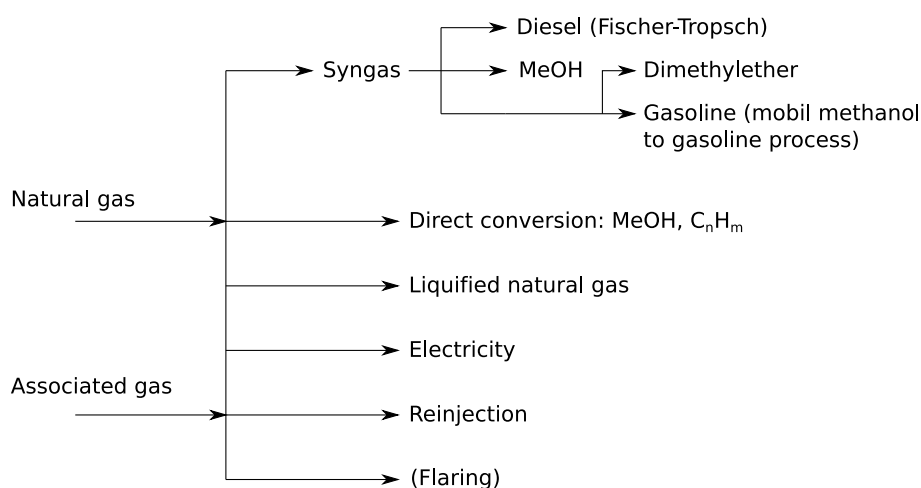 Diesel (Fischer-Tropsch)
Syngas
MeOH
Dimethylether
Gasoline (mobil methanol
to gasoline process)
Natural gas
Direct conversion: MeOH, CₙHₘ
Liquified natural gas
Electricity
Associated gas
Reinjection
(Flaring)